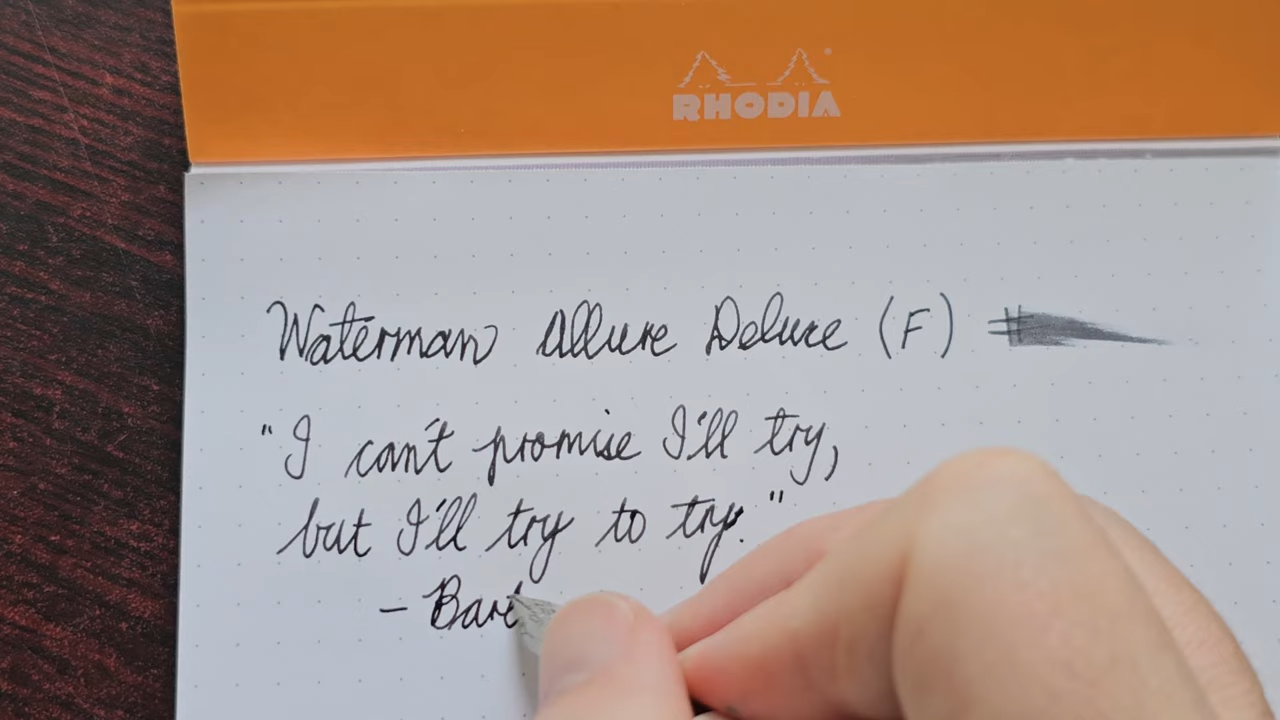 RHODIA
Waterman Allure Deluxe (F)
"I can't promise I'll try,
but I'll try to try."
- Bart